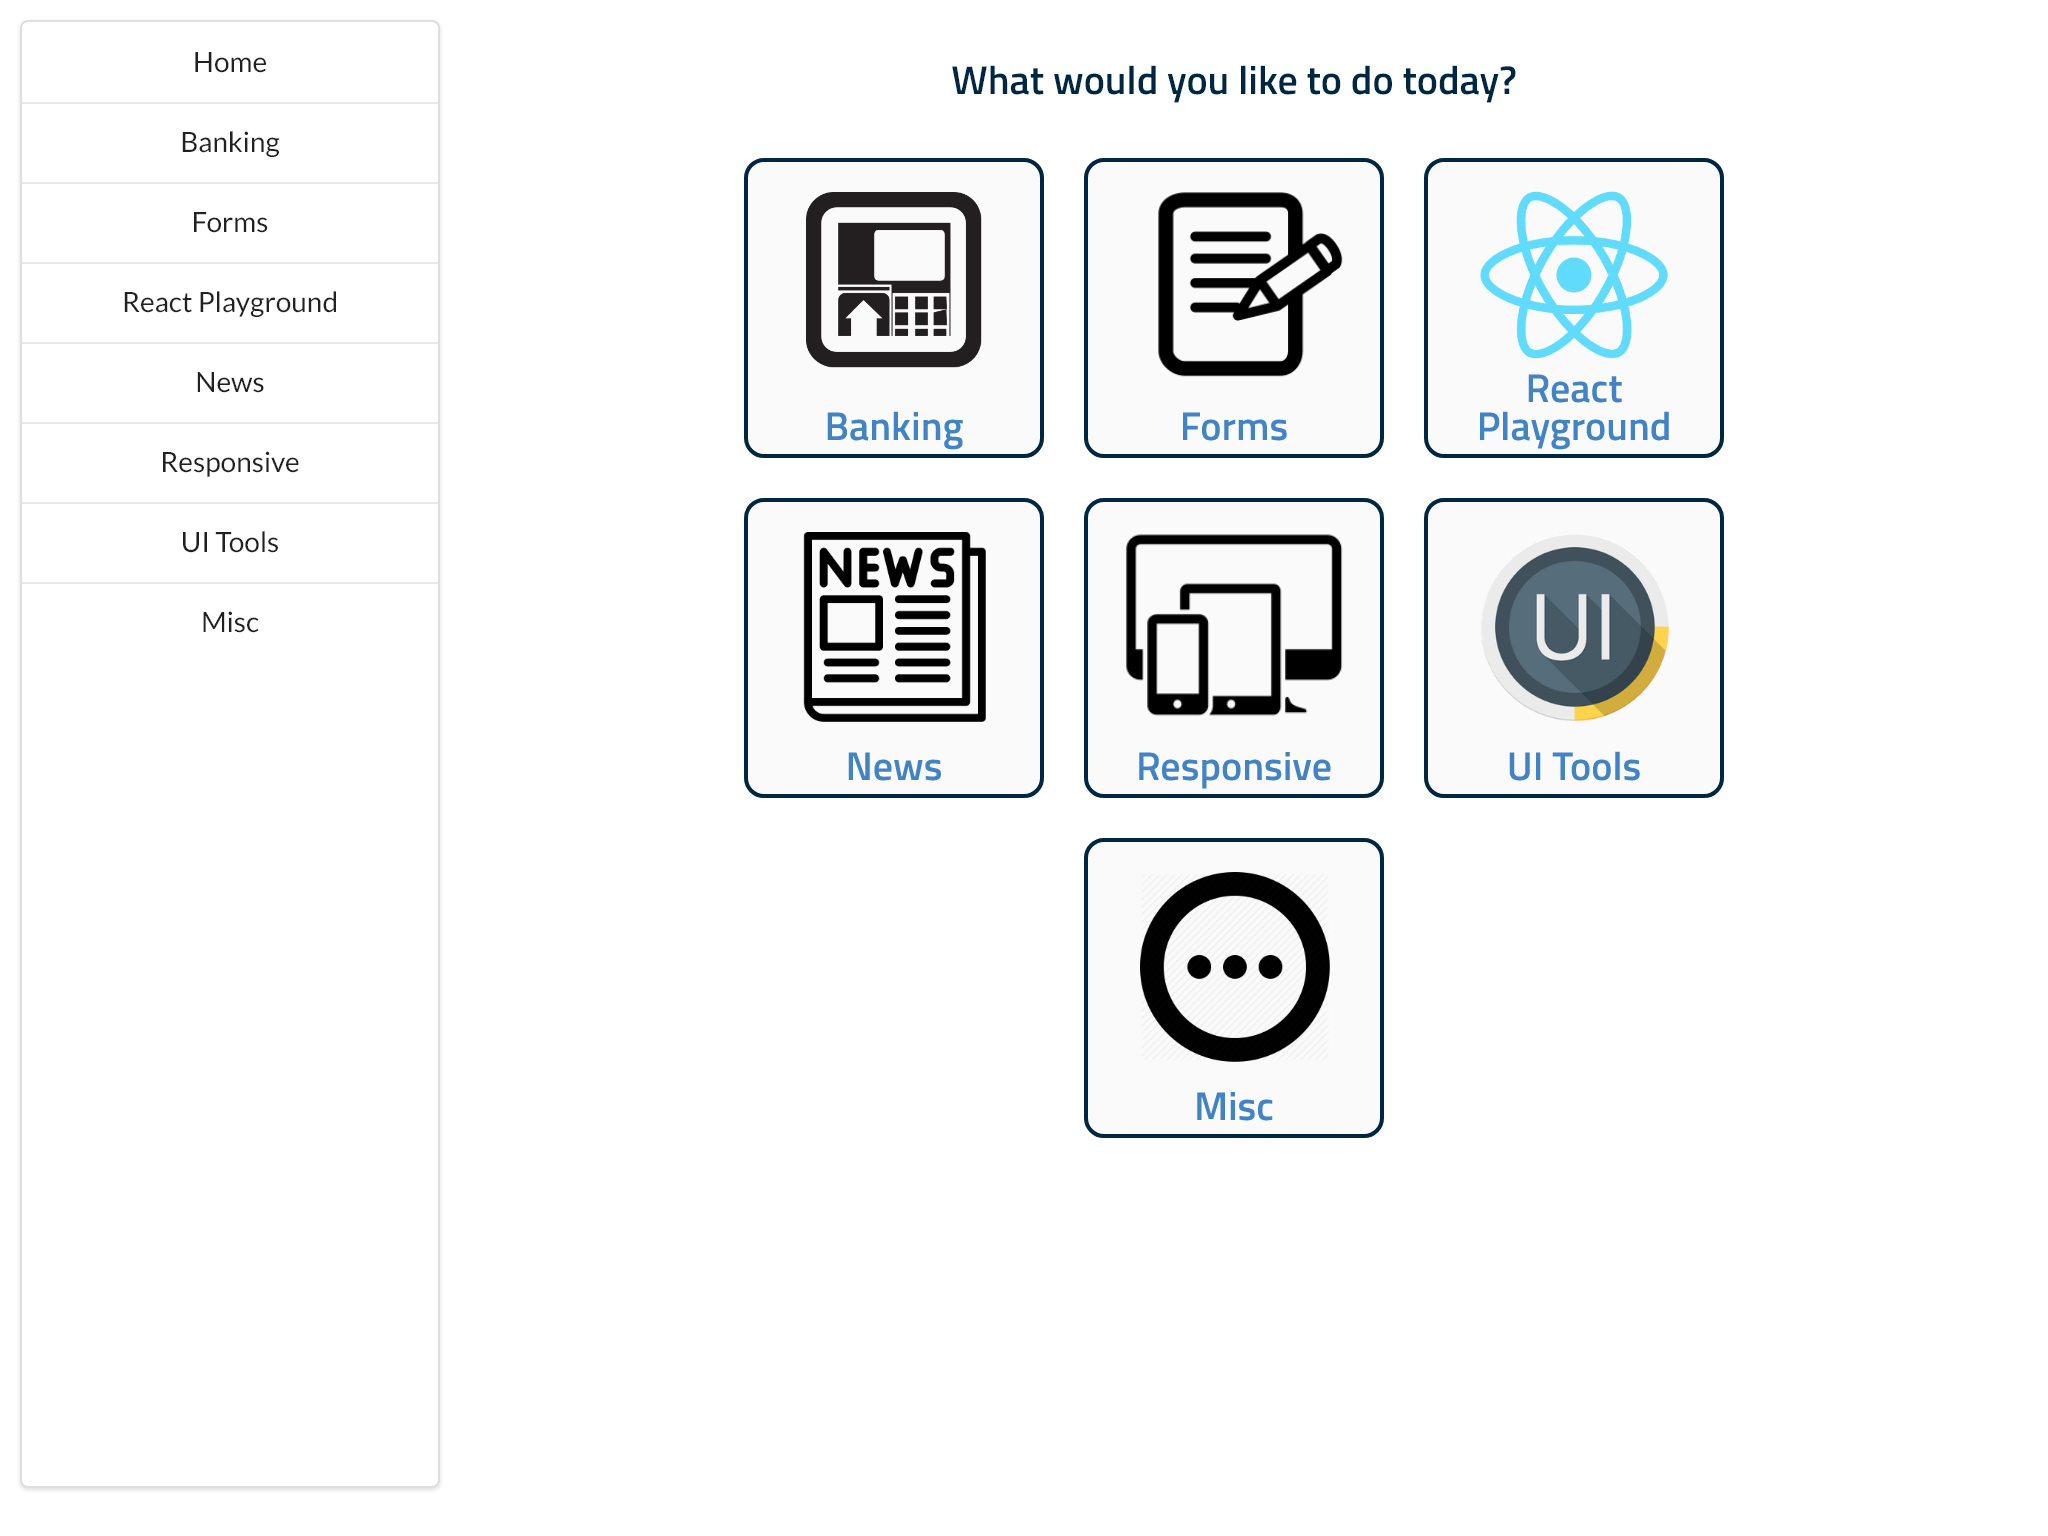 Home
Banking
Forms
React Playground
News
Responsive
UI Tools
Misc
What would you like to do today?
Banking
Forms
React
Playground
NEWS
News
Responsive
UI
UI Tools
Misc